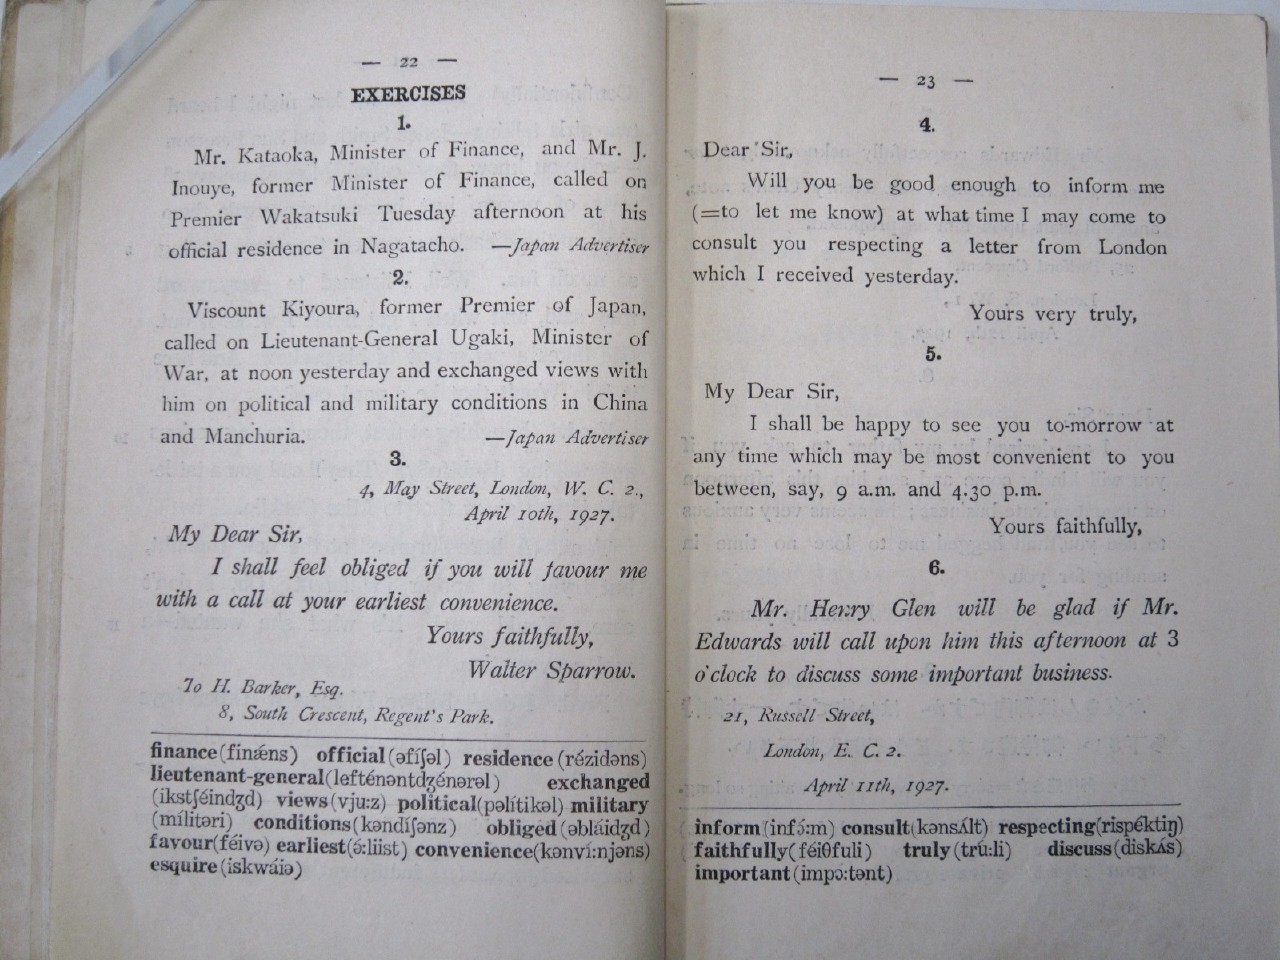 — 22 —
EXERCISES
1.
Mr. Kataoka, Minister of Finance, and Mr. J.
Inouye, former Minister of Finance, called on
Premier Wakatsuki Tuesday afternoon at his
official residence in Nagatacho. —Japan Advertiser
2.
Viscount Kiyoura, former Premier of Japan,
called on Lieutenant-General Ugaki, Minister of
War, at noon yesterday and exchanged views with
him on political and military conditions in China
and Manchuria. —Japan Advertiser
3.
4, May Street, London, W. C. 2.,
April 10th, 1927.
My Dear Sir,
I shall feel obliged if you will favour me
with a call at your earliest convenience.
Yours faithfully,
Walter Sparrow.
To H. Barker, Esq.
8, South Crescent, Regent's Park.
finance (finǽns) official (əfíʃəl) residence (rézidəns)
lieutenant-general (lefténəntdʒénərəl) exchanged
(ikstʃéindʒd) views (vju:z) political (pəlítikəl) military
(mílitəri) conditions (kəndíʃənz) obliged (əbláidʒd)
favour (féivə) earliest (ə́:liist) convenience (kənví:njəns)
esquire (iskwáiə)
— 23 —
4.
Dear Sir,
Will you be good enough to inform me
(=to let me know) at what time I may come to
consult you respecting a letter from London
which I received yesterday.
Yours very truly,
5.
My Dear Sir,
I shall be happy to see you to-morrow at
any time which may be most convenient to you
between, say, 9 a.m. and 4.30 p.m.
Yours faithfully,
6.
Mr. Henry Glen will be glad if Mr.
Edwards will call upon him this afternoon at 3
o'clock to discuss some important business.
21, Russell Street,
London, E. C. 2.
April 11th, 1927.
inform (infɔ́:m) consult (kənsʌ́lt) respecting (rispéktiŋ)
faithfully (féiθfuli) truly (trú:li) discuss (diskʌ́s)
important (impɔ́:tənt)